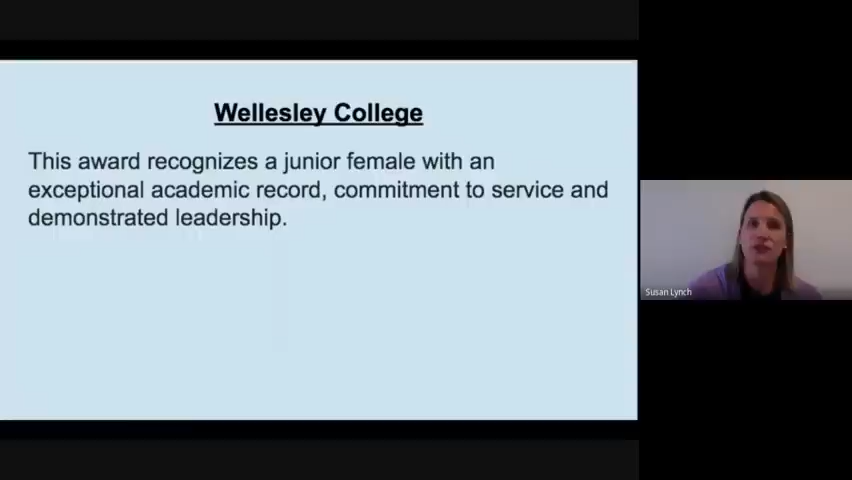 Wellesley College
This award recognizes a junior female with an
exceptional academic record, commitment to service and
demonstrated leadership.
Susan Lynch